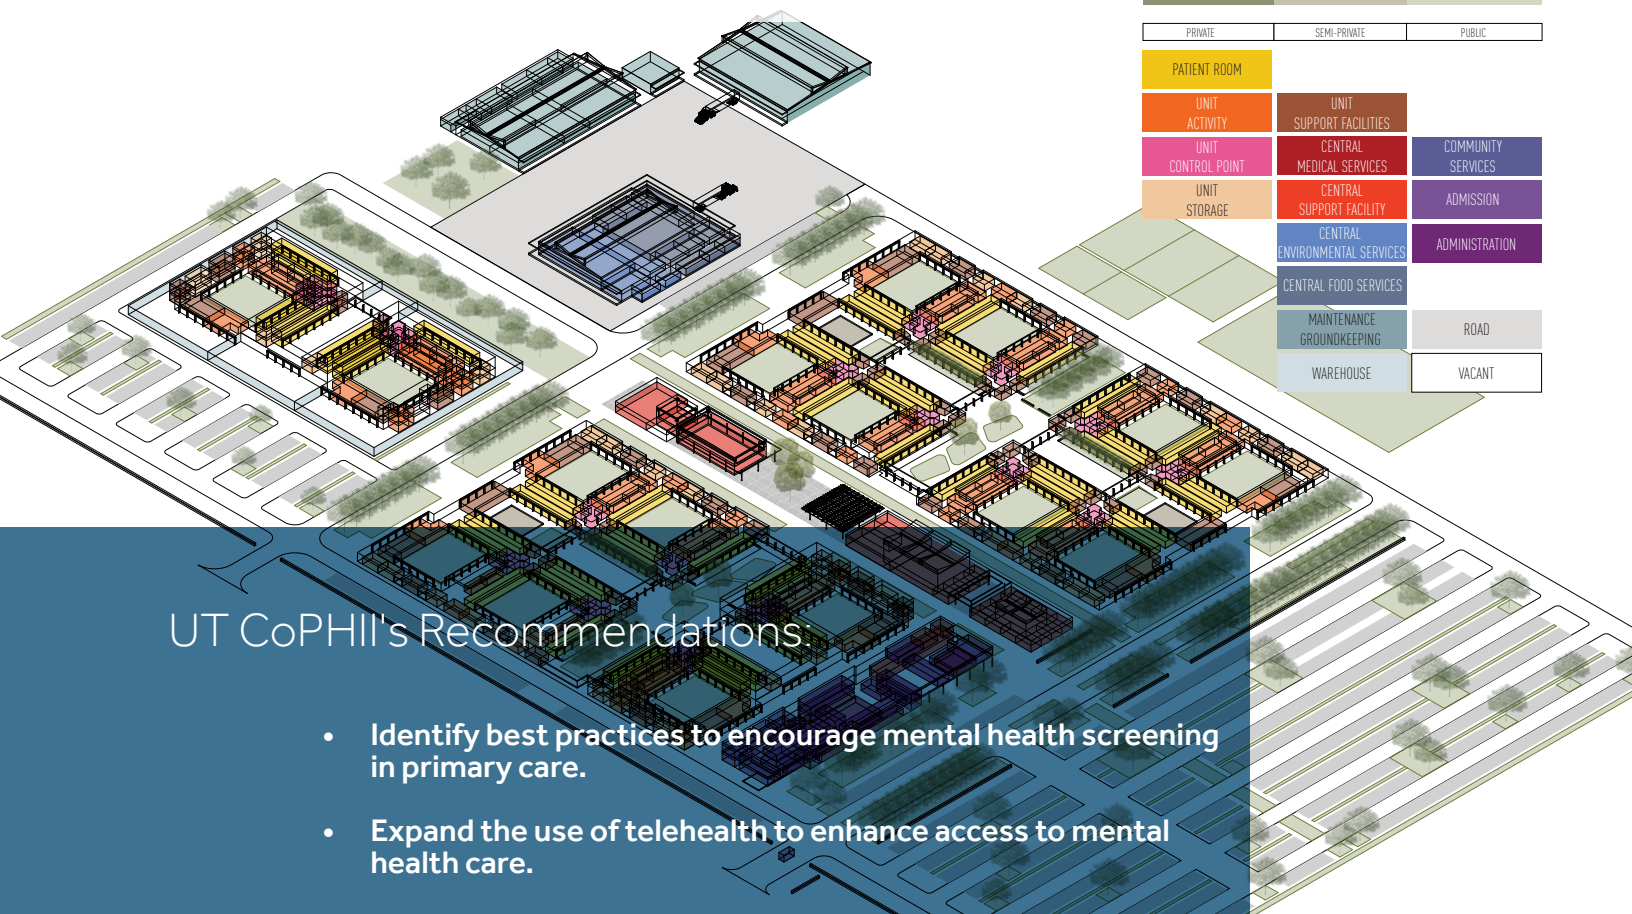 PRIVATE SEMI-PRIVATE PUBLIC
PATIENT ROOM
UNIT
ACTIVITY
UNIT
SUPPORT FACILITIES
UNIT
CONTROL POINT
CENTRAL
MEDICAL SERVICES
COMMUNITY
SERVICES
UNIT
STORAGE
CENTRAL
SUPPORT FACILITY
ADMISSION
CENTRAL
ENVIRONMENTAL SERVICES
ADMINISTRATION
CENTRAL FOOD SERVICES
MAINTENANCE
GROUNDKEEPING
ROAD
WAREHOUSE
VACANT
UT CoPHII's Recommendations:
• Identify best practices to encourage mental health screening
in primary care.
• Expand the use of telehealth to enhance access to mental
health care.